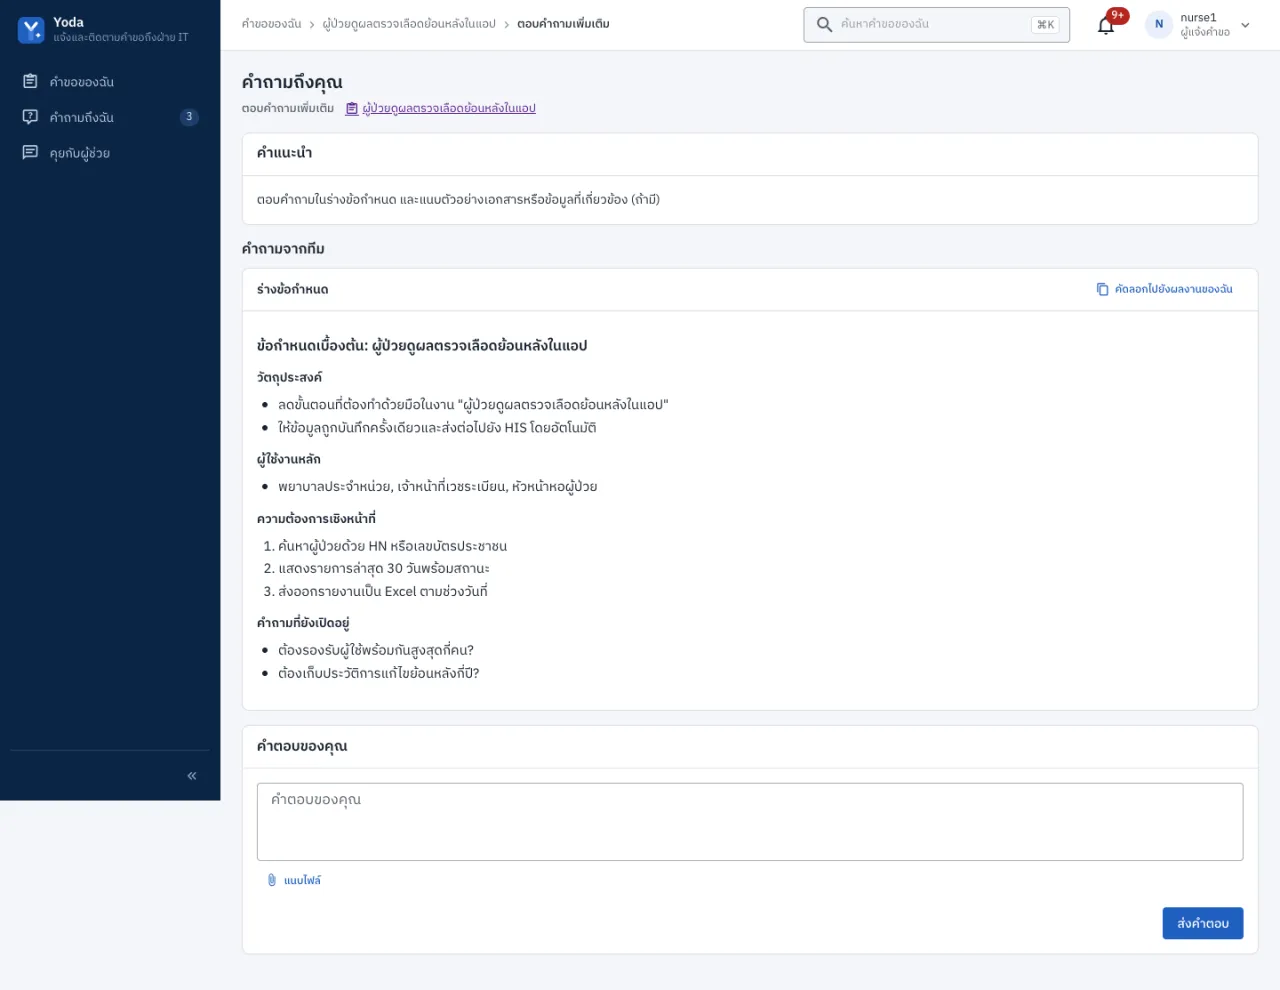 Yoda
แจ้งและติดตามคำขอถึงฝ่าย IT
คำขอของฉัน
คำถามถึงฉัน
3
คุยกับผู้ช่วย
คำขอของฉัน
ผู้ป่วยดูผลตรวจเลือดย้อนหลังในแอป
ตอบคำถามเพิ่มเติม
ค้นหาคำขอของฉัน
⌘K
9+
N
nurse1
ผู้แจ้งคำขอ
คำถามถึงคุณ
ตอบคำถามเพิ่มเติม
ผู้ป่วยดูผลตรวจเลือดย้อนหลังในแอป
คำแนะนำ
ตอบคำถามในร่างข้อกำหนด และแนบตัวอย่างเอกสารหรือข้อมูลที่เกี่ยวข้อง (ถ้ามี)
คำถามจากทีม
ร่างข้อกำหนด
คัดลอกไปยังผลงานของฉัน
ข้อกำหนดเบื้องต้น: ผู้ป่วยดูผลตรวจเลือดย้อนหลังในแอป
วัตถุประสงค์
• ลดขั้นตอนที่ต้องทำด้วยมือในงาน "ผู้ป่วยดูผลตรวจเลือดย้อนหลังในแอป"
• ให้ข้อมูลถูกบันทึกครั้งเดียวและส่งต่อไปยัง HIS โดยอัตโนมัติ
ผู้ใช้งานหลัก
• พยาบาลประจำหน่วย, เจ้าหน้าที่เวชระเบียน, หัวหน้าหอผู้ป่วย
ความต้องการเชิงหน้าที่
1. ค้นหาผู้ป่วยด้วย HN หรือเลขบัตรประชาชน
2. แสดงรายการล่าสุด 30 วันพร้อมสถานะ
3. ส่งออกรายงานเป็น Excel ตามช่วงวันที่
คำถามที่ยังเปิดอยู่
• ต้องรองรับผู้ใช้พร้อมกันสูงสุดกี่คน?
• ต้องเก็บประวัติการแก้ไขย้อนหลังกี่ปี?
คำตอบของคุณ
คำตอบของคุณ
แนบไฟล์
ส่งคำตอบ